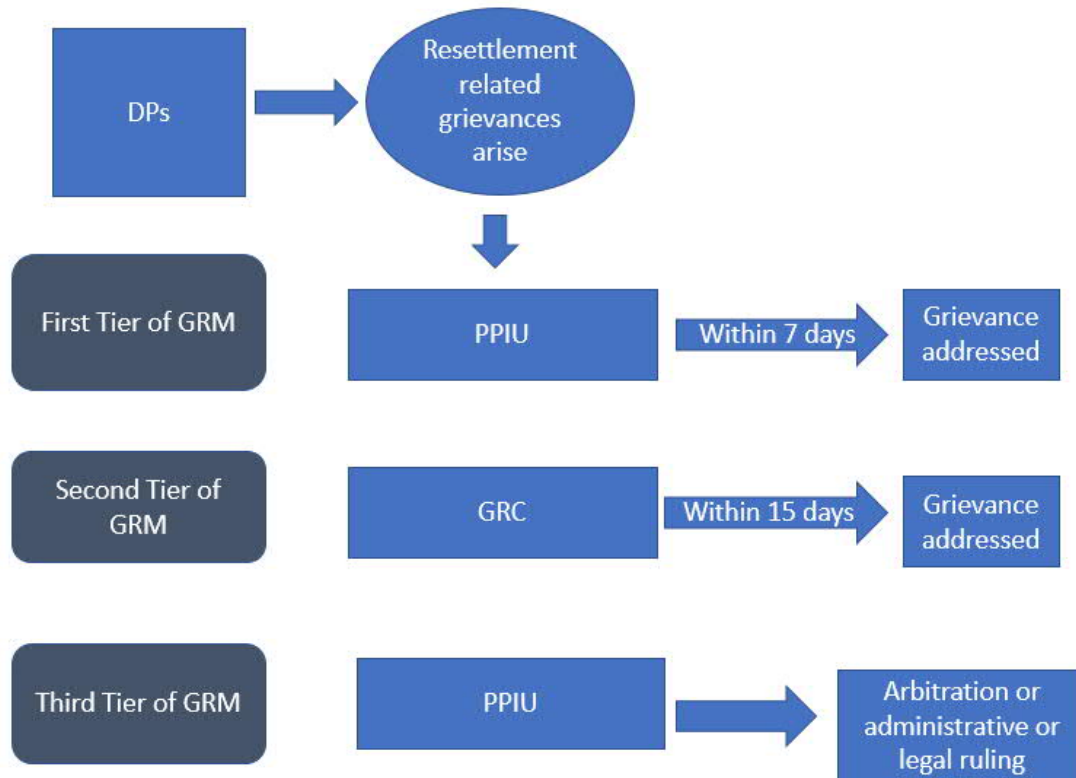 DPs
Resettlement
related
grievances
arise
First Tier of GRM
PPIU
Within 7 days
Grievance
addressed
Second Tier of
GRM
GRC
Within 15 days
Grievance
addressed
Third Tier of GRM
PPIU
Arbitration or
administrative or
legal ruling